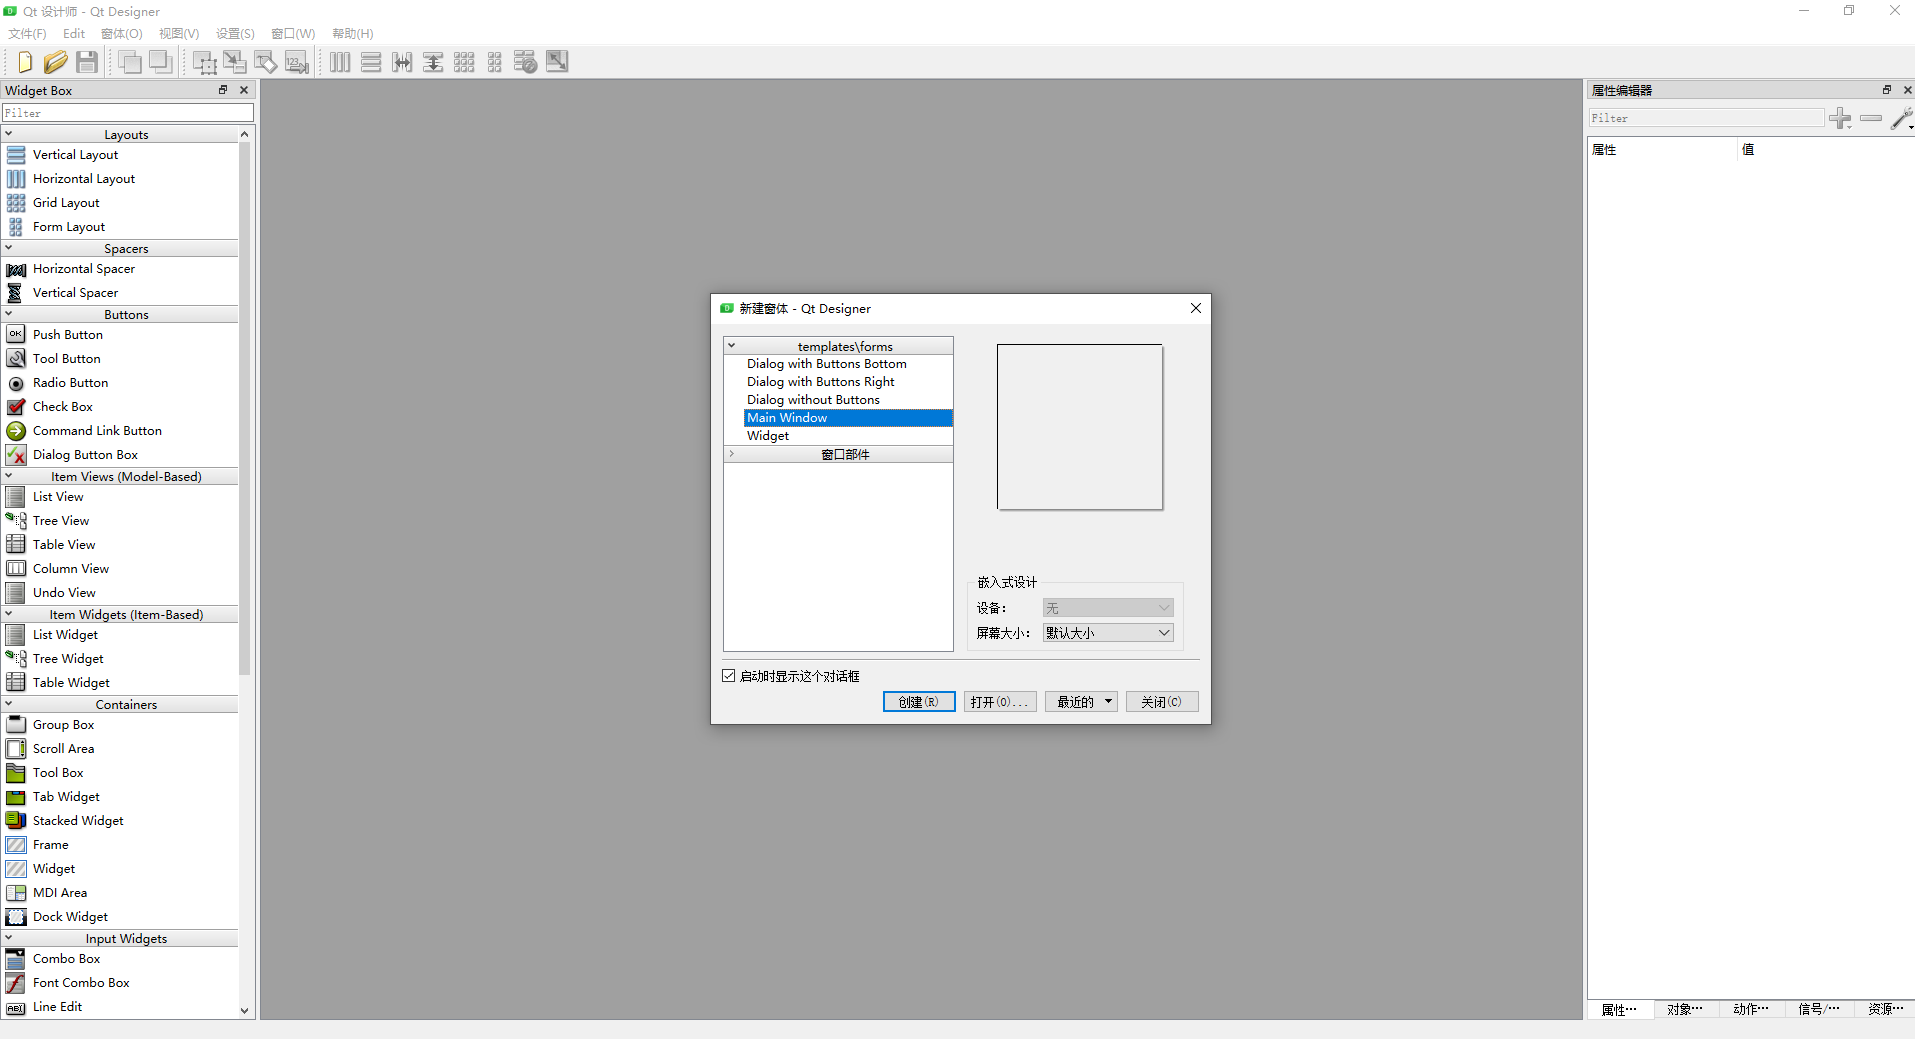 Qt 设计师 - Qt Designer
文件(F) Edit 窗体(O) 视图(V) 设置(S) 窗口(W) 帮助(H)
Widget Box
Filter
Layouts
Vertical Layout
Horizontal Layout
Grid Layout
Form Layout
Spacers
Horizontal Spacer
Vertical Spacer
Buttons
Push Button
Tool Button
Radio Button
Check Box
Command Link Button
Dialog Button Box
Item Views (Model-Based)
List View
Tree View
Table View
Column View
Undo View
Item Widgets (Item-Based)
List Widget
Tree Widget
Table Widget
Containers
Group Box
Scroll Area
Tool Box
Tab Widget
Stacked Widget
Frame
Widget
MDI Area
Dock Widget
Input Widgets
Combo Box
Font Combo Box
Line Edit
新建窗体 - Qt Designer
templates\forms
Dialog with Buttons Bottom
Dialog with Buttons Right
Dialog without Buttons
Main Window
Widget
窗口部件
嵌入式设计
设备： 无
屏幕大小： 默认大小
启动时显示这个对话框
创建(R) 打开(O)... 最近的 关闭(C)
属性编辑器
Filter
属性 值
属性… 对象… 动作… 信号/… 资源…